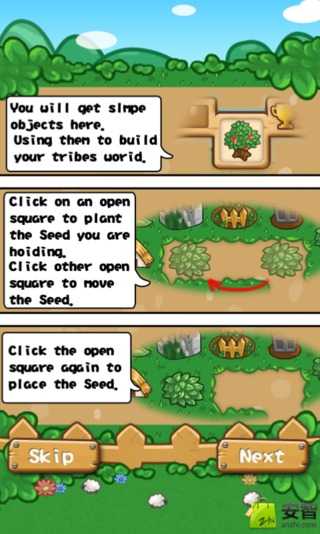 You will get simpe
objects here.
Using them to build
your tribes world.
Click on an open
square to plant
the Seed you are
hoiding.
Click other open
square to move
the Seed.
Click the open
square again to
place the Seed.
Skip
Next
安智
anzhi.com